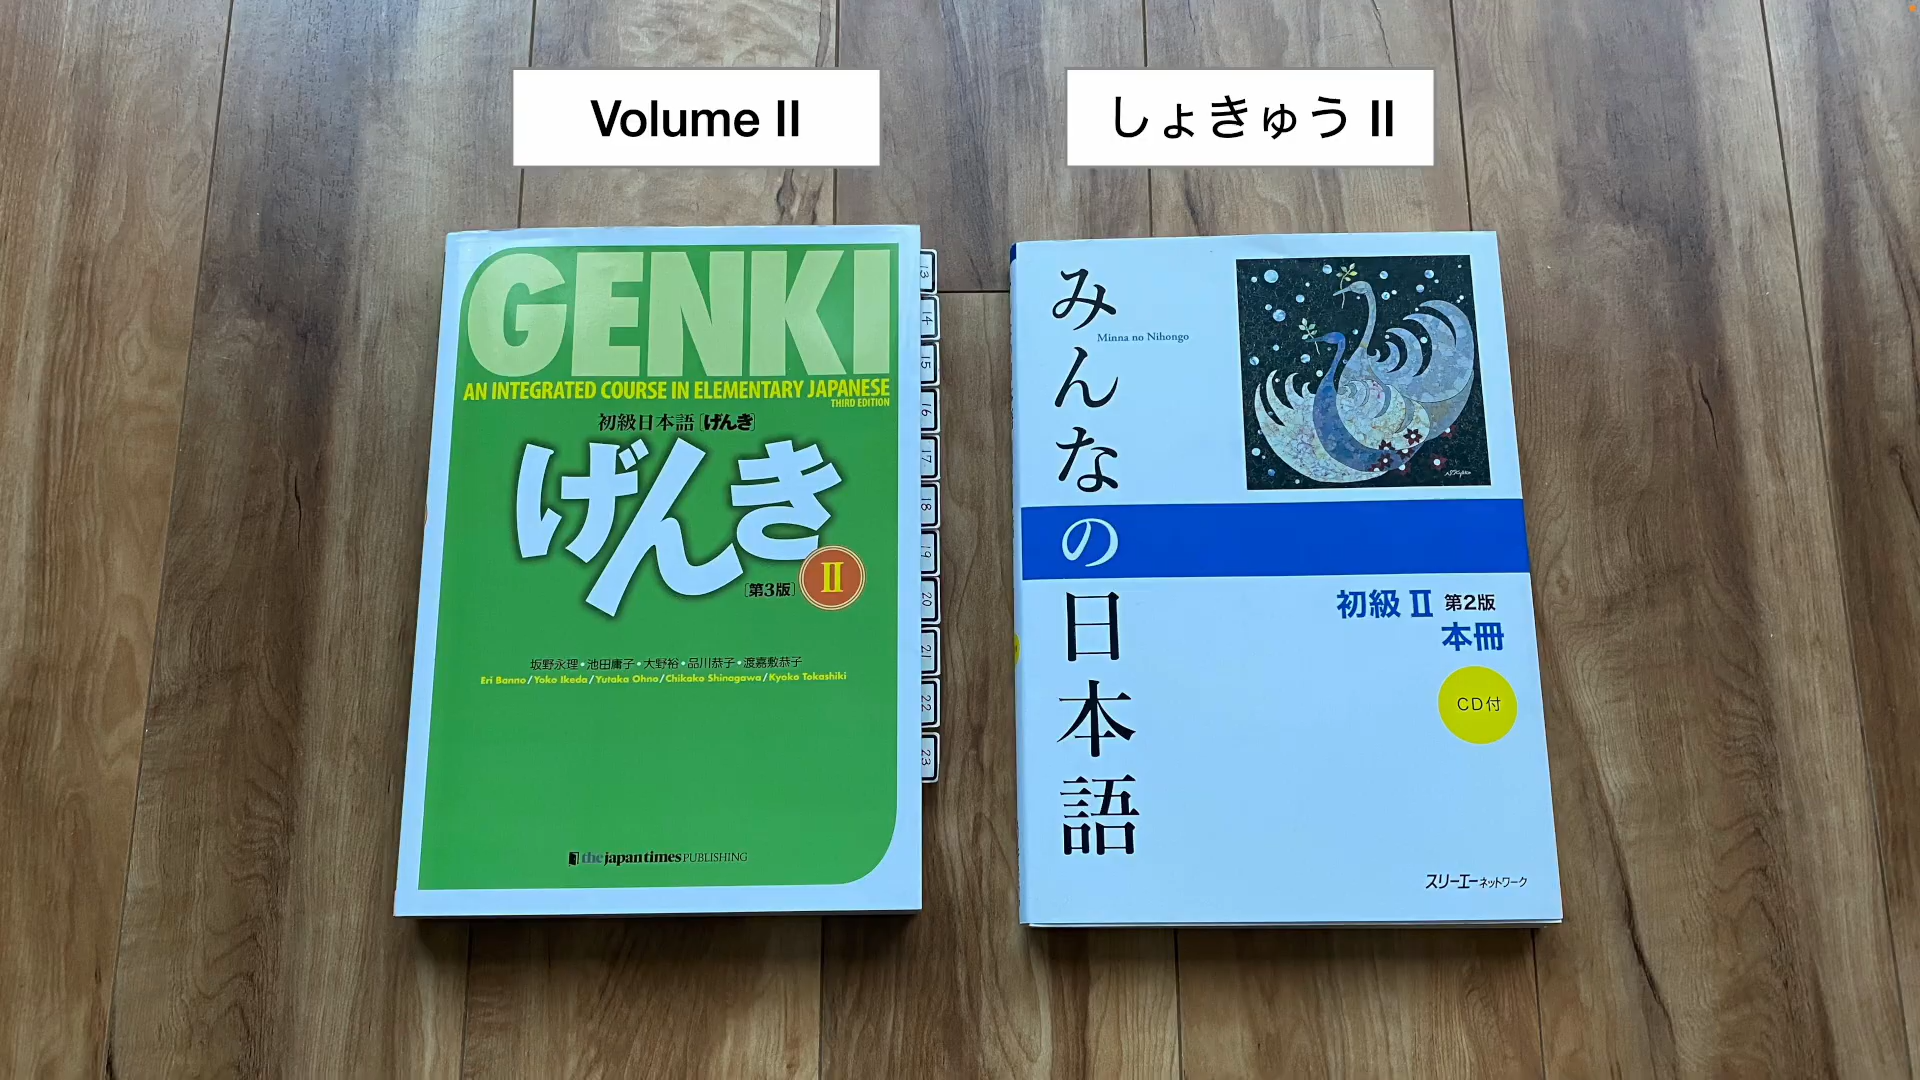 Volume II
しょきゅう II
GENKI
AN INTEGRATED COURSE IN ELEMENTARY JAPANESE
THIRD EDITION
初級日本語[げんき]
げんき
[第3版]
II
坂野永理・池田庸子・大野裕・品川恭子・渡嘉敷恭子
Eri Banno/Yoko Ikeda/Yutaka Ohno/Chikako Shinagawa/Kyoko Tokashiki
the japan times PUBLISHING
13
14
15
16
17
18
19
20
21
22
23
みんなの日本語
Minna no Nihongo
初級 II 第2版
本冊
CD付
スリーエーネットワーク